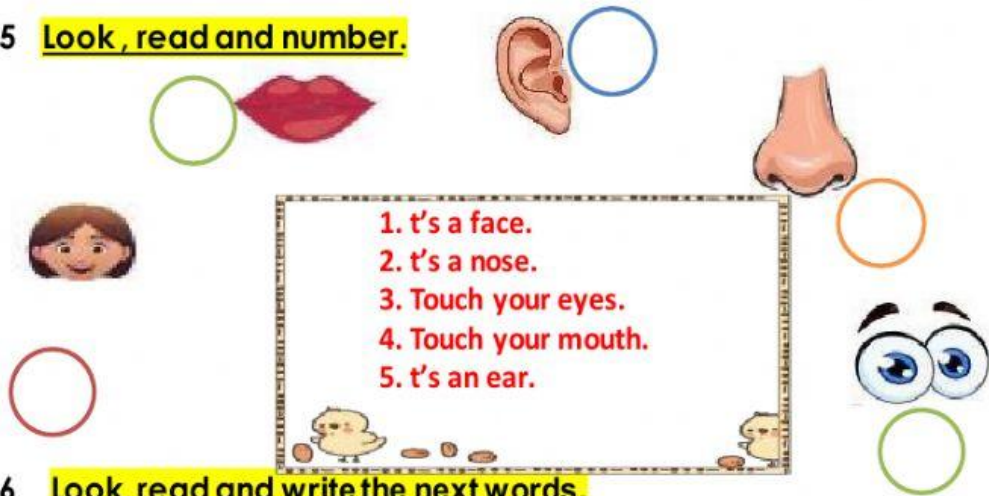 5 Look , read and number.
1. t’s a face.
2. t’s a nose.
3. Touch your eyes.
4. Touch your mouth.
5. t’s an ear.
6 Look, read and write the next words.